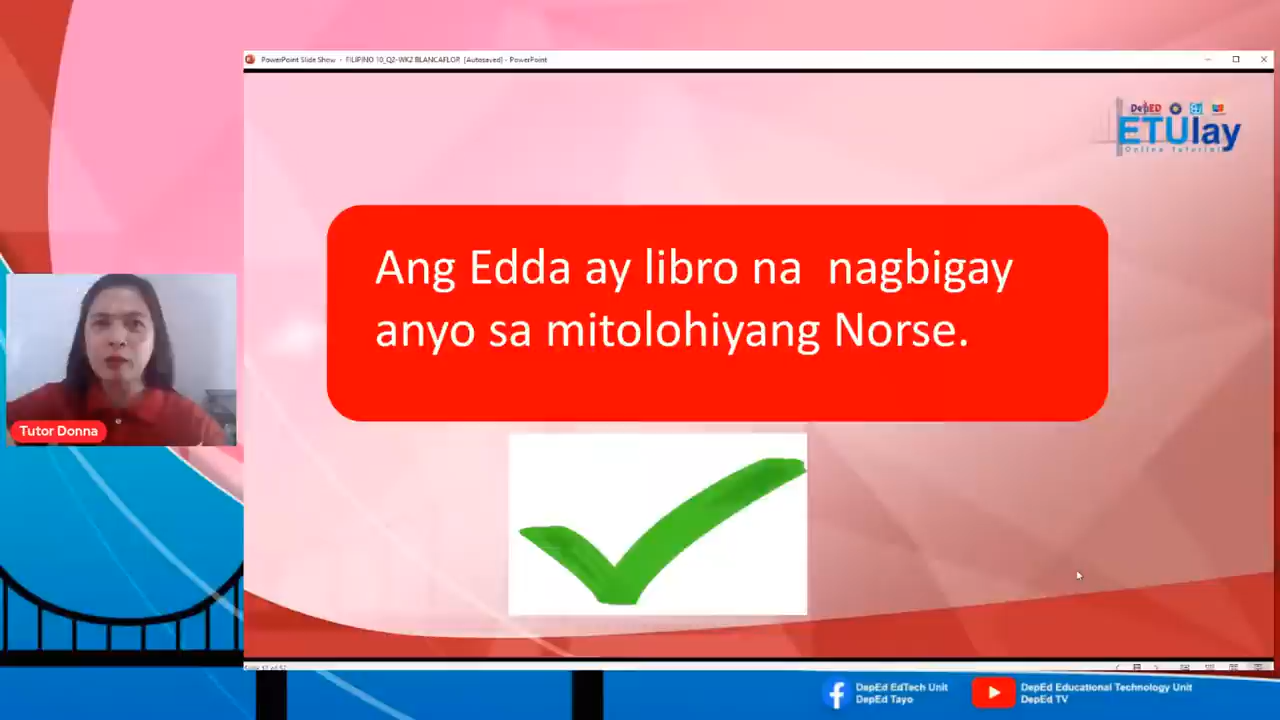 PowerPoint Slide Show - FILIPINO 10_Q2-WK2 BLANCAFLOR [Autosaved] - PowerPoint
DepED
ETUlay
Online Tutorial
Ang Edda ay libro na nagbigay
anyo sa mitolohiyang Norse.
Tutor Donna
DepEd EdTech Unit
DepEd Tayo
DepEd Educational Technology Unit
DepEd TV